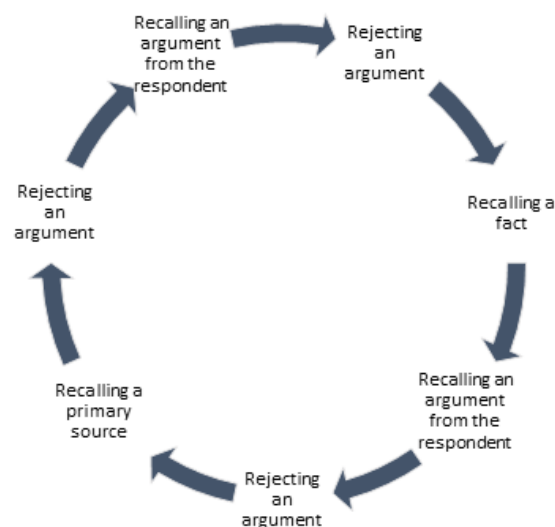 Recalling an
argument
from the
respondent
Rejecting
an
argument
Recalling a
fact
Recalling an
argument
from the
respondent
Rejecting
an
argument
Recalling a
primary
source
Rejecting
an
argument